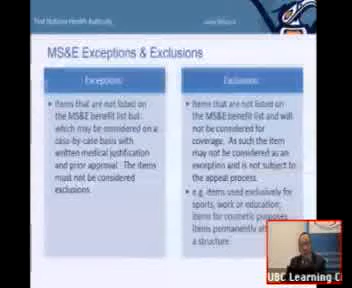 First Nations Health Authority
MS&E Exceptions & Exclusions
Exceptions
• Items that are not listed on
the MS&E benefit list but
which may be considered on a
case-by-case basis with
written medical justification
and prior approval. The items
must not be considered
exclusions.
Exclusions
• Items that are not listed on
the MS&E benefit list and will
not be considered for
coverage. As such the item
may not be considered as an
exception and is not subject to
the appeal process.
• e.g. items used exclusively for
sports, work or education;
items for cosmetic purposes
items permanently
a structure.
UBC Learning